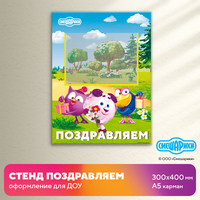 СМЕШАРИКИ
ПОЗДРАВЛЯЕМ
СМЕШАРИКИ
© ООО «Смешарики»
СТЕНД ПОЗДРАВЛЯЕМ
оформление для ДОУ
300х400 мм
А5 карман